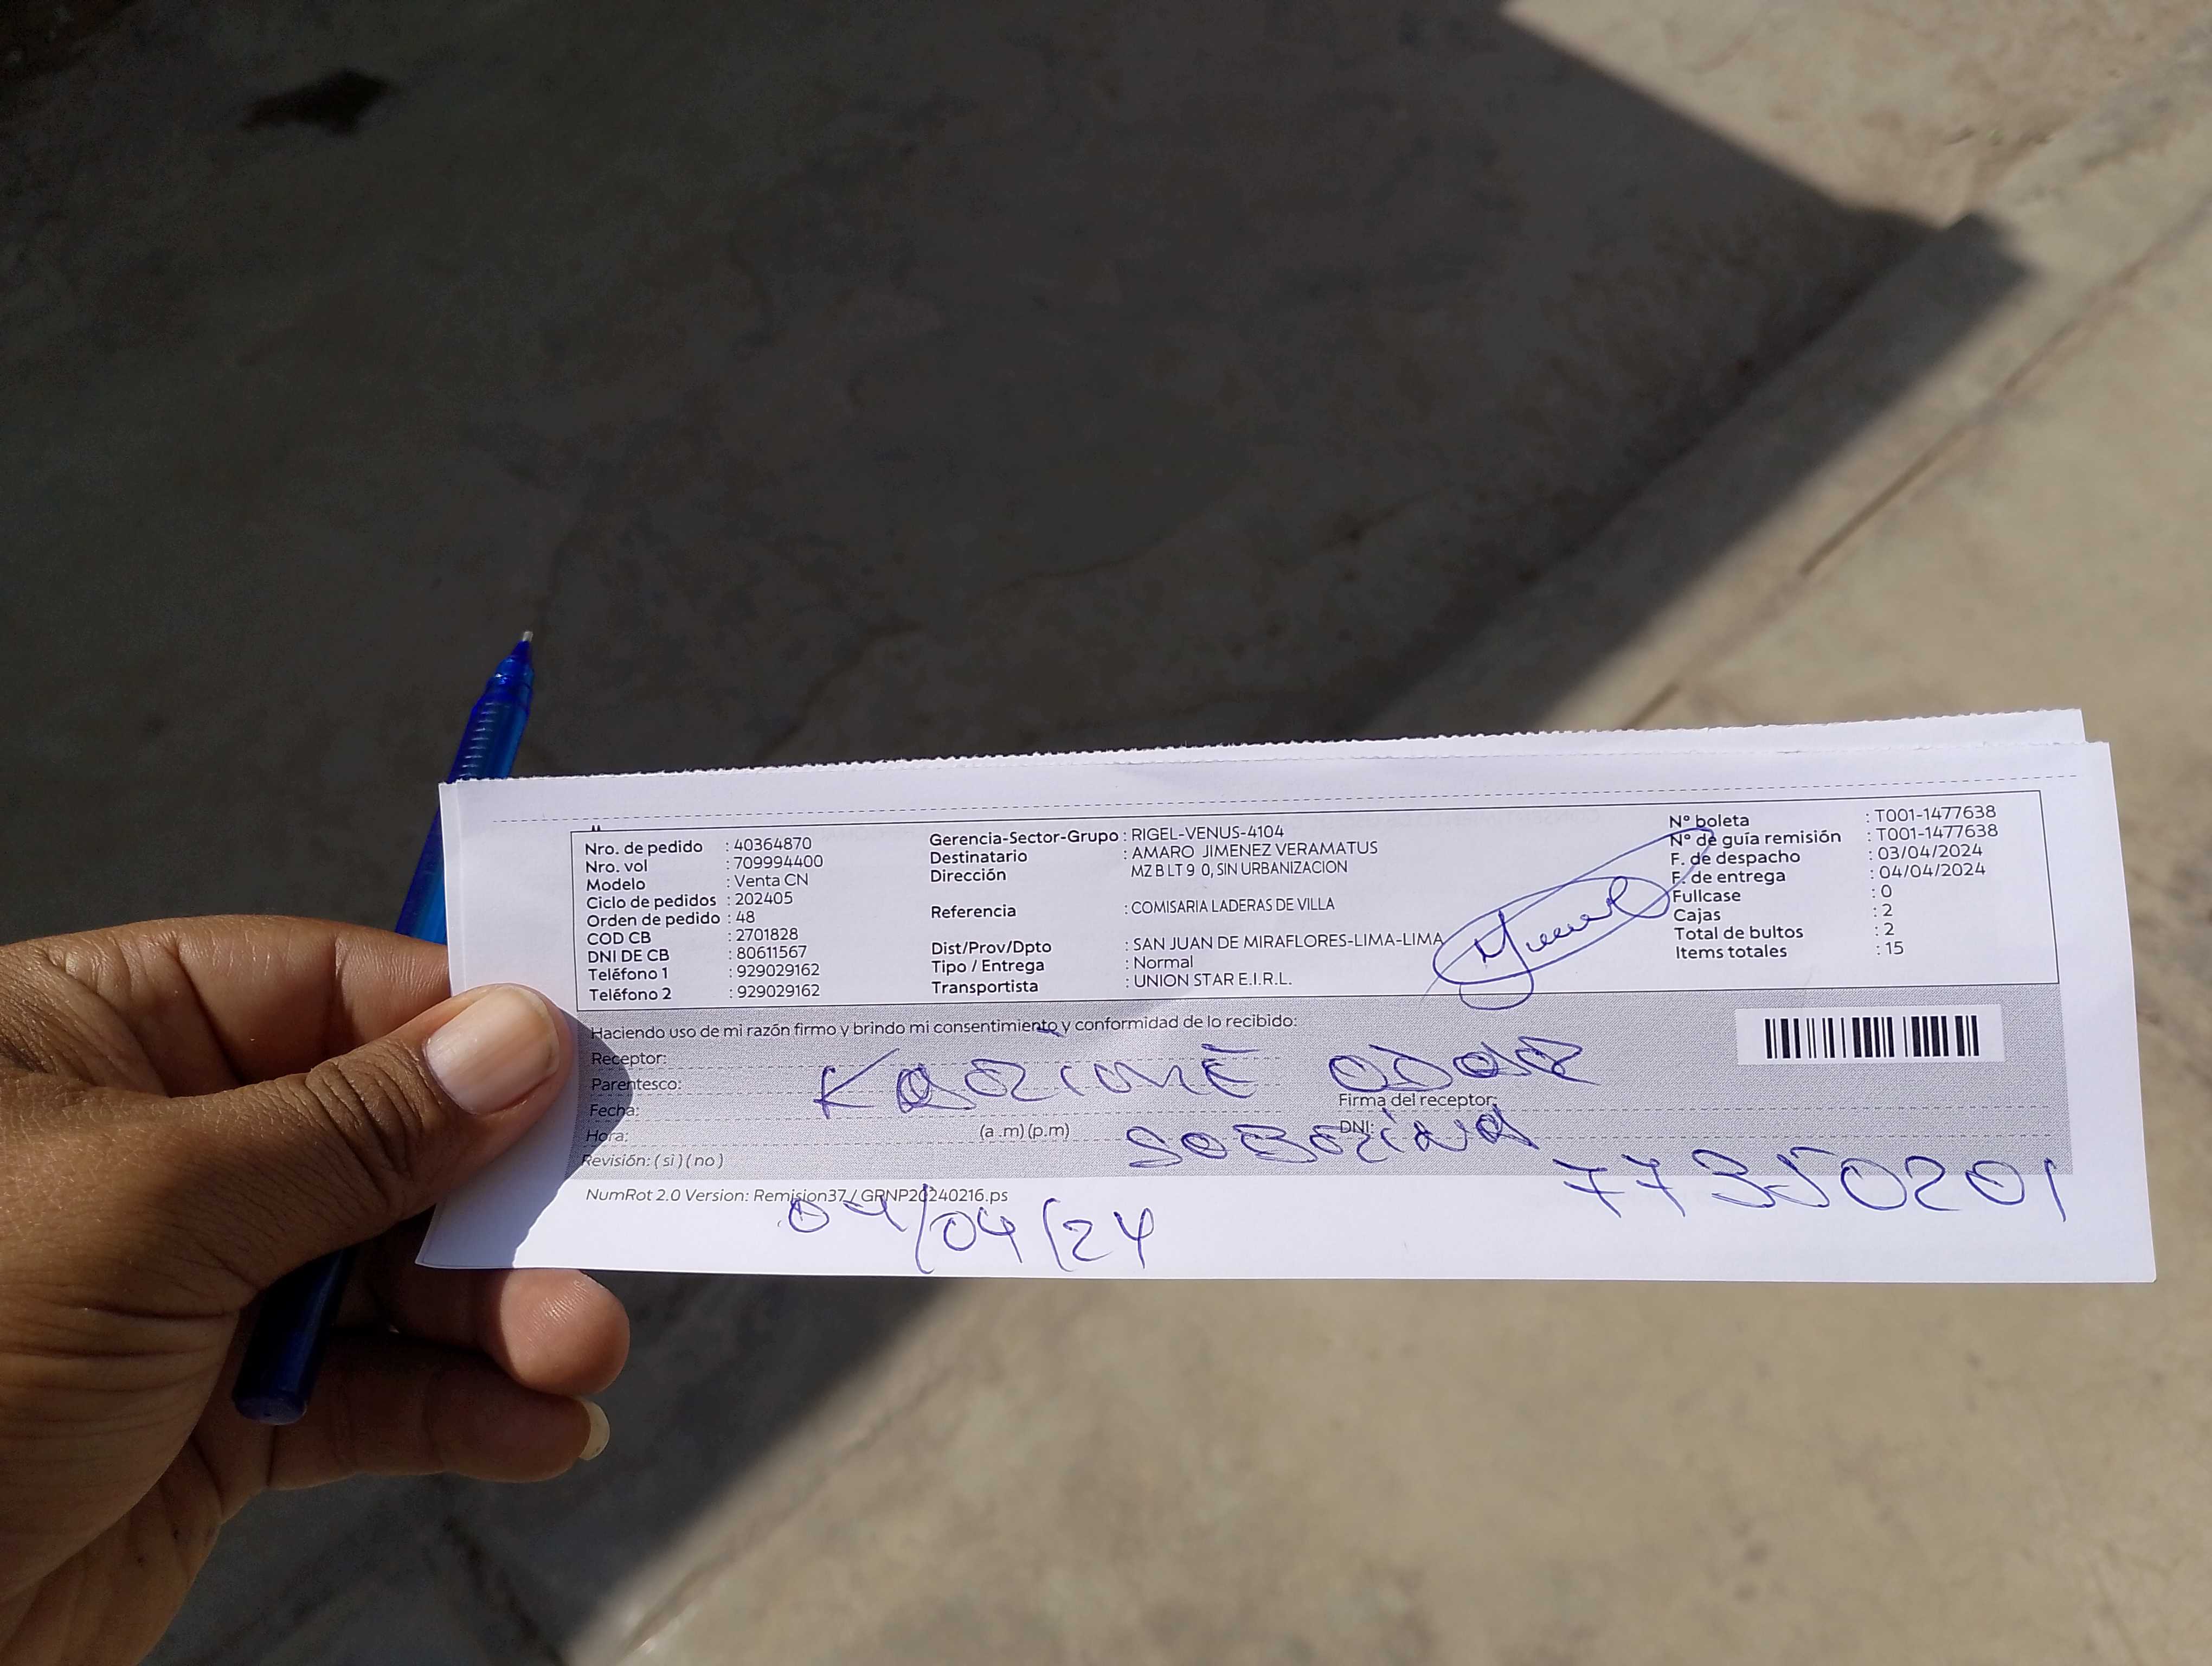 Nro. de pedido : 40364870
Nro. vol : 709994400
Modelo : Venta CN
Ciclo de pedidos : 202405
Orden de pedido : 48
COD CB : 2701828
DNI DE CB : 80611567
Teléfono 1 : 929029162
Teléfono 2 : 929029162
Gerencia-Sector-Grupo : RIGEL-VENUS-4104
Destinatario : AMARO JIMENEZ VERAMATUS
Dirección MZ B LT 9 0, SIN URBANIZACION
Referencia : COMISARIA LADERAS DE VILLA
Dist/Prov/Dpto : SAN JUAN DE MIRAFLORES-LIMA-LIMA
Tipo / Entrega : Normal
Transportista : UNION STAR E.I.R.L.
N° boleta : T001-1477638
N° de guía remisión : T001-1477638
F. de despacho : 03/04/2024
F. de entrega : 04/04/2024
Fullcase : 0
Cajas : 2
Total de bultos : 2
Items totales : 15
Haciendo uso de mi razón firmo y brindo mi consentimiento y conformidad de lo recibido:
Receptor:
Parentesco:
Fecha:
Firma del receptor:
Hora: (a .m) (p.m) DNI:
Revisión: ( si ) ( no )
77350201
NumRot 2.0 Version: Remision37 / GRNP20240216.ps
04/04/24